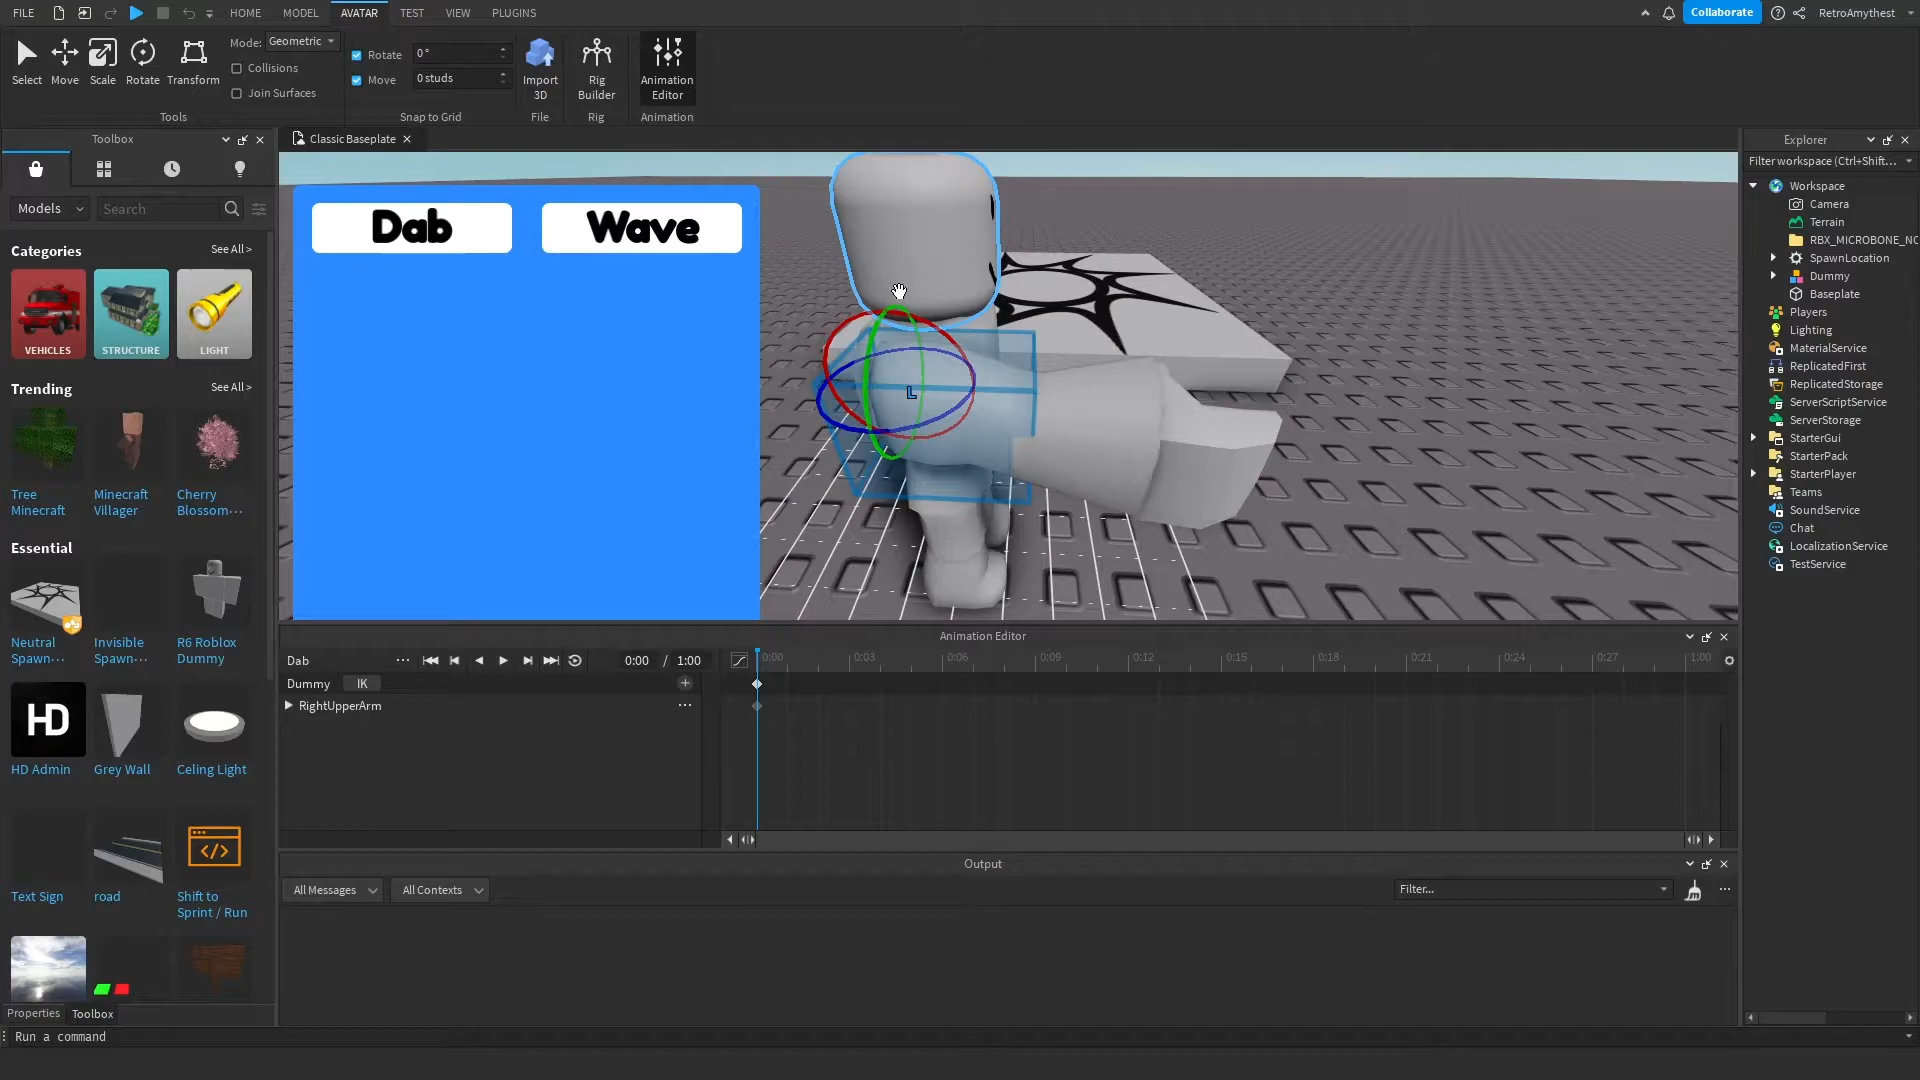 FILE HOME MODEL AVATAR TEST VIEW PLUGINS Collaborate RetroAmythest
Mode: Geometric
Collisions
Join Surfaces
Rotate 0 °
Move 0 studs
Select Move Scale Rotate Transform
Import
3D
Rig
Builder
Animation
Editor
Tools Snap to Grid File Rig Animation
Toolbox
Classic Baseplate
Explorer
Models Search
Filter workspace (Ctrl+Shift...
Categories See All >
VEHICLES STRUCTURE LIGHT
Trending See All >
Tree
Minecraft
Minecraft
Villager
Cherry
Blossom···
Essential
Neutral
Spawn···
Invisible
Spawn···
R6 Roblox
Dummy
HD
HD Admin Grey Wall Celing Light
Text Sign road Shift to
Sprint / Run
Properties Toolbox
Run a command
Dab Wave
L
Workspace
Camera
Terrain
RBX_MICROBONE_NC
SpawnLocation
Dummy
Baseplate
Players
Lighting
MaterialService
ReplicatedFirst
ReplicatedStorage
ServerScriptService
ServerStorage
StarterGui
StarterPack
StarterPlayer
Teams
SoundService
Chat
LocalizationService
TestService
Animation Editor
Dab 0:00 / 1:00 0:00 0:03 0:06 0:09 0:12 0:15 0:18 0:21 0:24 0:27 1:00
Dummy IK
RightUpperArm
Output
All Messages All Contexts Filter...